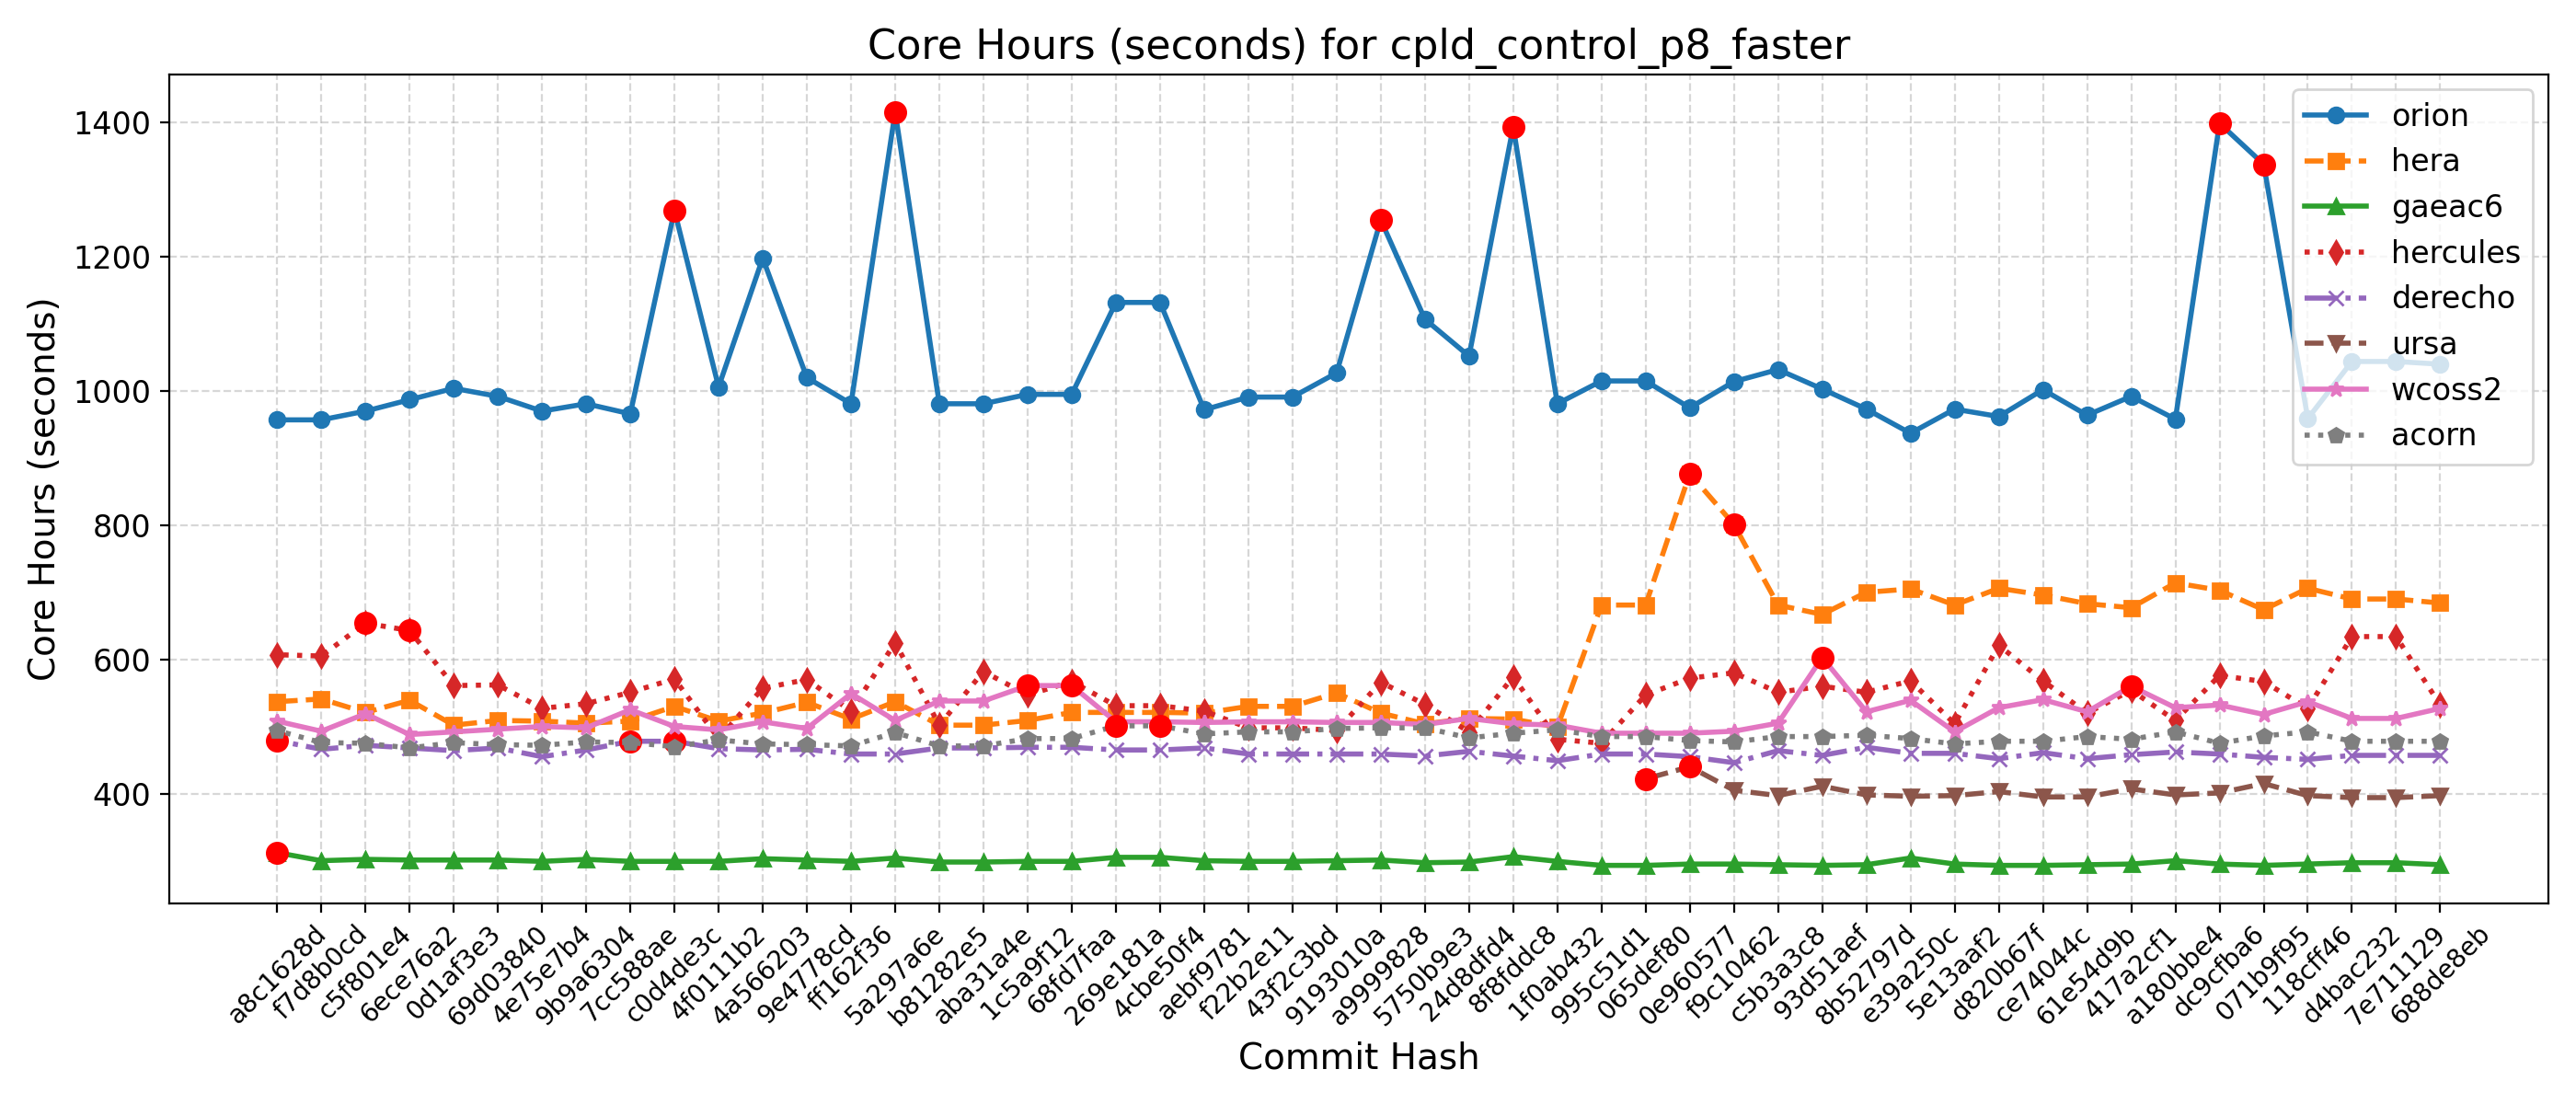 Core Hours (seconds) for cpld_control_p8_faster
Core Hours (seconds)
1400
1200
1000
800
600
400
orion
hera
gaeac6
hercules
derecho
ursa
wcoss2
acorn
a8c1628d
f7d8b0cd
c5f801e4
6ece76a2
0d1af3e3
69d03840
4e75e7b4
9b9a6304
7cc588ae
c0d4de3c
4f0111b2
4a566203
9e4778cd
ff162f36
5a297a6e
b81282e5
aba31a4e
1c5a9f12
68fd7faa
269e181a
4cbe50f4
aebf9781
f22b2e11
43f2c3bd
9193010a
a9999828
5750b9e3
24d8dfd4
8f8fddc8
1f0ab432
995c51d1
065def80
0e960577
f9c10462
c5b3a3c8
93d51aef
8b52797d
e39a250c
5e13aaf2
d820b67f
ce74044c
61e54d9b
417a2cf1
a180bbe4
dc9cfba6
071b9f95
118cff46
d4bac232
7e711129
688de8eb
Commit Hash